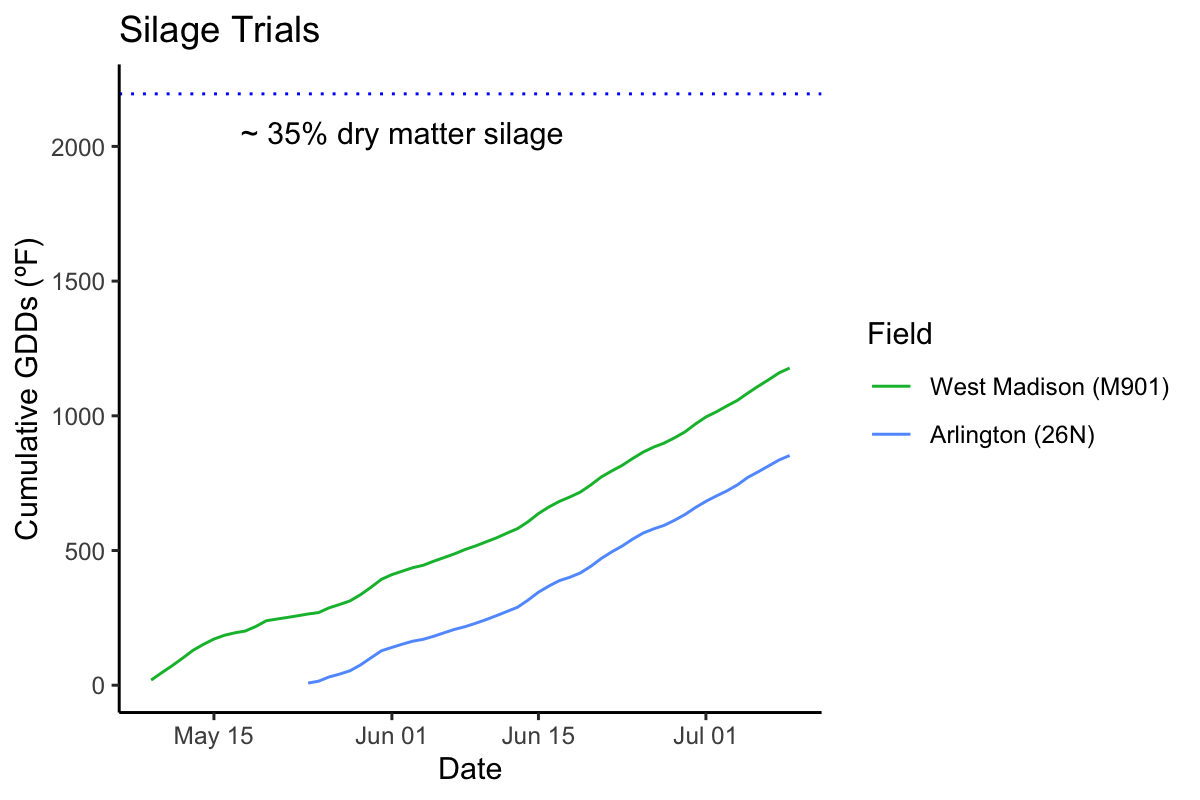 Silage Trials
~ 35% dry matter silage
2000
1500
1000
500
0
Cumulative GDDs (ºF)
May 15
Jun 01
Jun 15
Jul 01
Date
Field
West Madison (M901)
Arlington (26N)